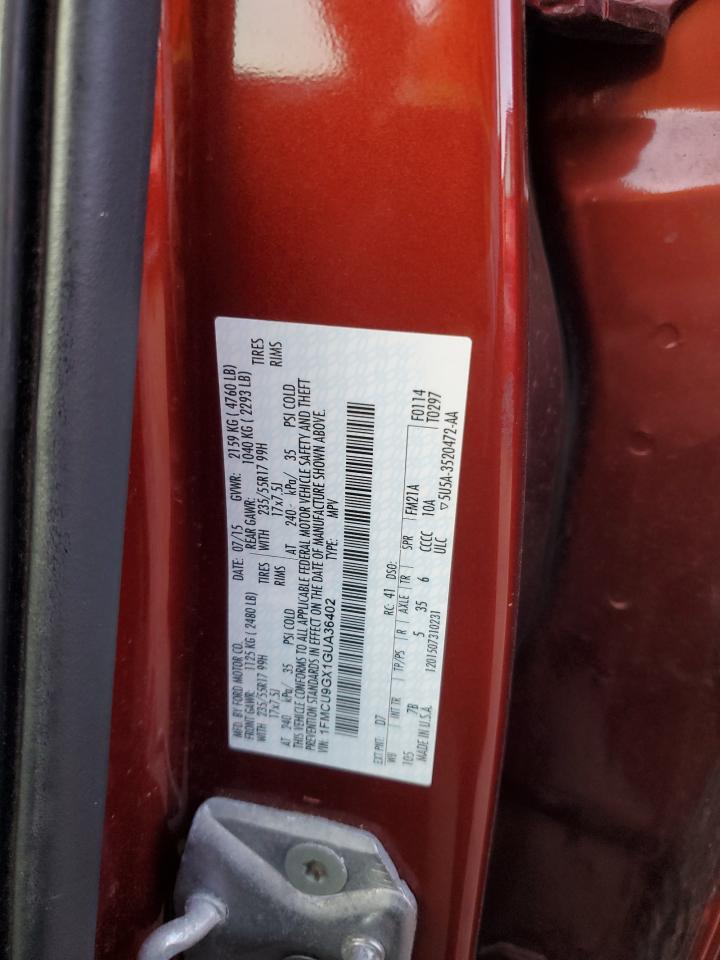 MFD. BY FORD MOTOR CO. DATE: 07/15 GVWR: 2159 KG ( 4760 LB)
FRONT GAWR: 1125 KG ( 2480 LB) REAR GAWR: 1040 KG ( 2293 LB)
WITH 235/55R17 99H TIRES WITH 235/55R17 99H TIRES
17x7.5J RIMS 17x7.5J RIMS
AT 240 kPa/ 35 PSI COLD AT 240 kPa/ 35 PSI COLD
THIS VEHICLE CONFORMS TO ALL APPLICABLE FEDERAL MOTOR VEHICLE SAFETY AND THEFT
PREVENTION STANDARDS IN EFFECT ON THE DATE OF MANUFACTURE SHOWN ABOVE.
VIN: 1FMCU9GX1GUA36402 TYPE: MPV
EXT PNT: D7 RC: 41 DSO: F0114
WB INT TR TP/PS R AXLE TR SPR FM21A T0297
105 7B 5 35 6 CCCC 10A
MADE IN U.S.A. 1201507310231 ULC ▽5U5A-3520472-AA